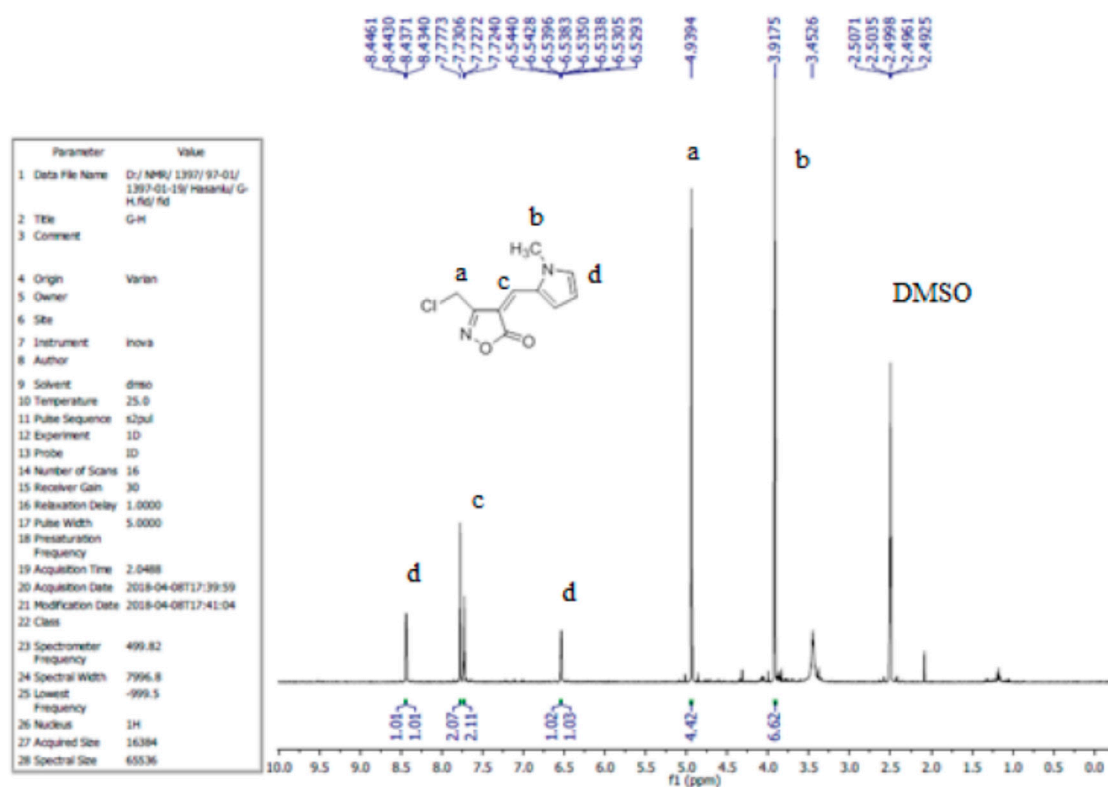 8.4461
8.4430
8.4371
8.4340
7.7773
7.7306
7.7272
7.7240
6.5440
6.5428
6.5396
6.5383
6.5350
6.5338
6.5305
6.5293
4.9394
3.9175
3.4526
2.5071
2.5035
2.4998
2.4961
2.4925
Parameter Value
1 Data File Name D:/ NMR/ 1397/ 97-01/
1397-01-19/ Hasanlu/ G-
H.fid/ fid
2 Title G-H
3 Comment
4 Origin Varian
5 Owner
6 Site
7 Instrument inova
8 Author
9 Solvent dmso
10 Temperature 25.0
11 Pulse Sequence s2pul
12 Experiment 1D
13 Probe ID
14 Number of Scans 16
15 Receiver Gain 30
16 Relaxation Delay 1.0000
17 Pulse Width 5.0000
18 Presaturation
Frequency
19 Acquisition Time 2.0488
20 Acquisition Date 2018-04-08T17:39:59
21 Modification Date 2018-04-08T17:41:04
22 Class
23 Spectrometer 499.82
Frequency
24 Spectral Width 7996.8
25 Lowest -999.5
Frequency
26 Nucleus 1H
27 Acquired Size 16384
28 Spectral Size 65536
a
b
b
H3C
N
a
c
d
Cl
N
O
O
DMSO
c
d
d
1.01
1.01
2.07
2.11
1.02
1.03
4.42
6.62
10.0 9.5 9.0 8.5 8.0 7.5 7.0 6.5 6.0 5.5 5.0 4.5 4.0 3.5 3.0 2.5 2.0 1.5 1.0 0.5 0.0
f1 (ppm)